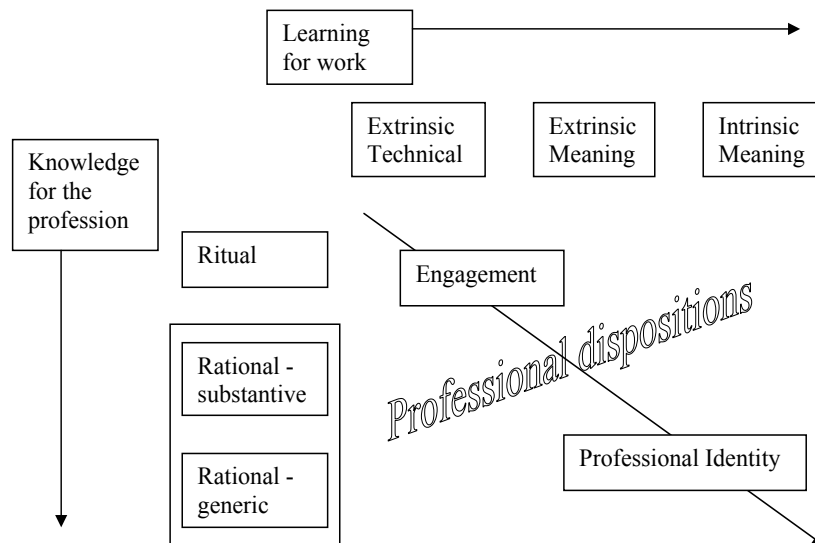 Learning
for work
Extrinsic
Technical
Extrinsic
Meaning
Intrinsic
Meaning
Knowledge
for the
profession
Ritual
Engagement
Professional dispositions
Rational -
substantive
Professional Identity
Rational -
generic